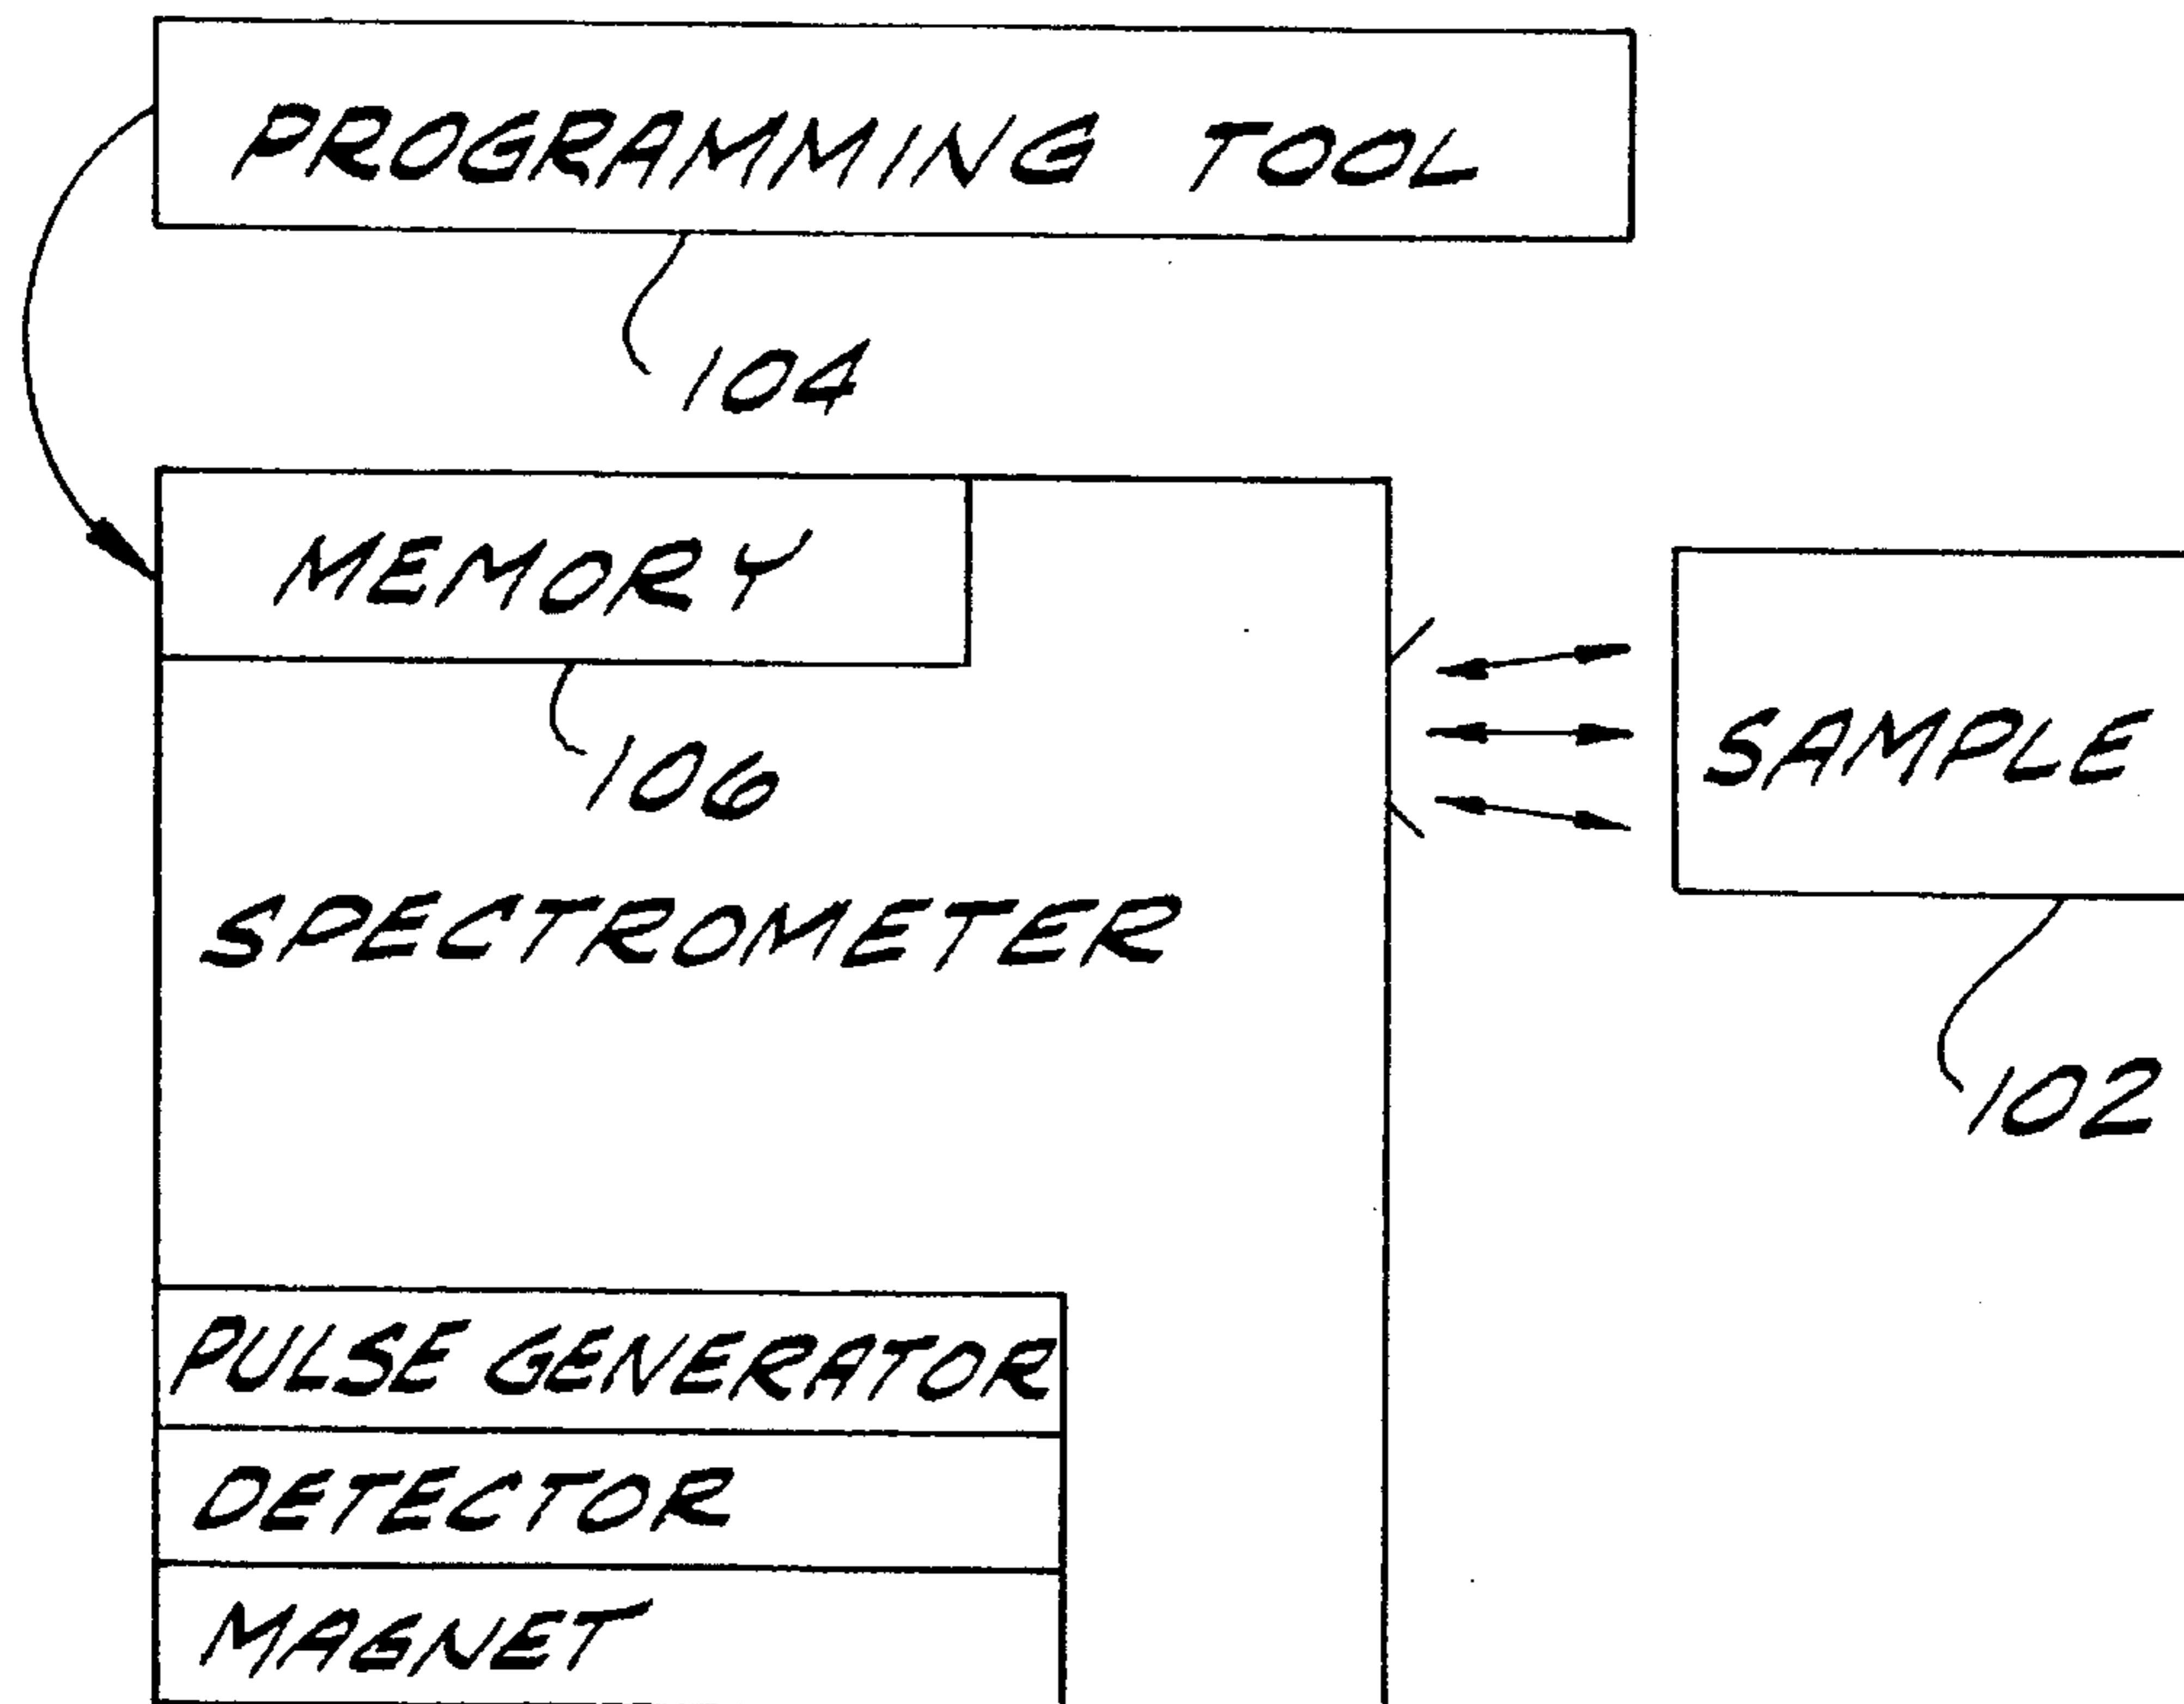 PROGRAMMING TOOL
104
MEMORY
106
SAMPLE
SPECTROMETER
102
PULSE GENERATOR
DETECTOR
MAGNET